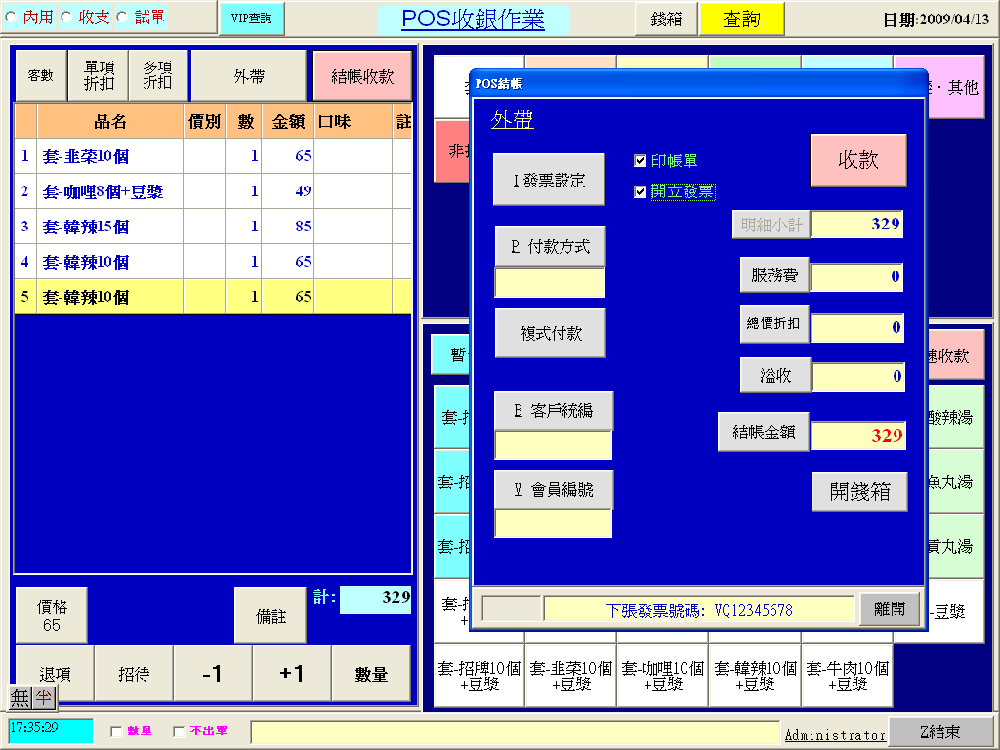 內用 收支 試單
VIP查詢
POS收銀作業
錢箱
查詢
日期:2009/04/13
客數
單項
折扣
多項
折扣
外帶
結帳收款
品名 價別 數 金額 口味 註
1 套-韭菜10個 1 65
2 套-咖哩8個+豆漿 1 49
3 套-韓辣15個 1 85
4 套-韓辣10個 1 65
5 套-韓辣10個 1 65
價格
65
備註
計: 329
退項
招待
-1
+1
數量
無 半
17:35:29
數量
不出單
Administrator
Z結束
．其他
非
暫
速收款
套-招
酸辣湯
套-招
魚丸湯
套-招
貢丸湯
套-招
+
-豆漿
套-招牌10個
+豆漿
套-韭菜10個
+豆漿
套-咖哩10個
+豆漿
套-韓辣10個
+豆漿
套-牛肉10個
+豆漿
POS結帳
外帶
I 發票設定
P 付款方式
複式付款
B 客戶統編
V 會員編號
印帳單
開立發票
收款
明細小計 329
服務費 0
總價折扣 0
溢收 0
結帳金額 329
開錢箱
下張發票號碼: VQ12345678
離開